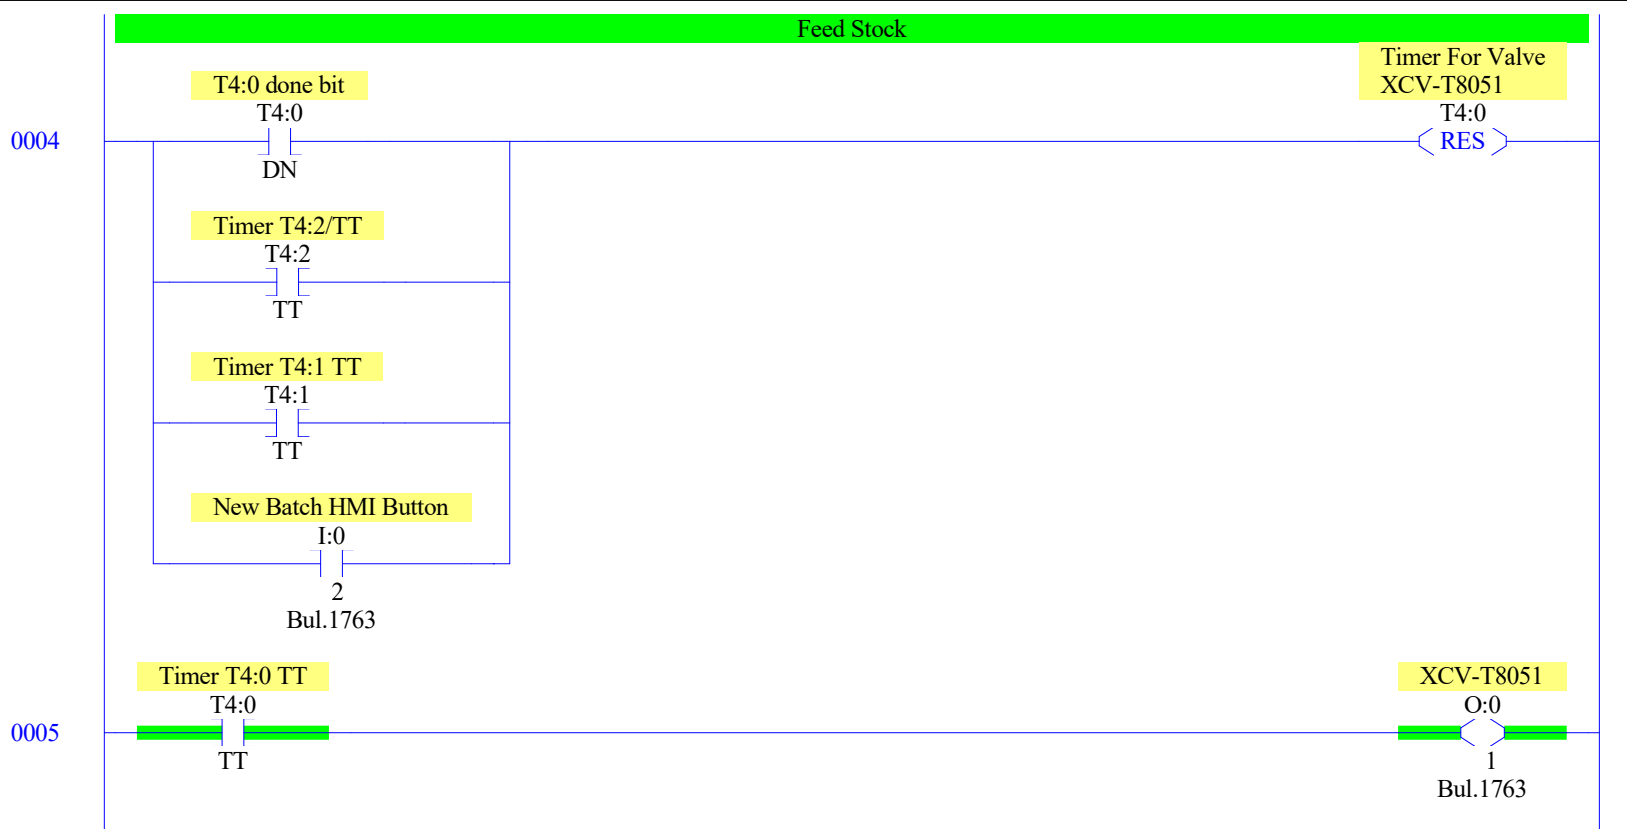 Feed Stock
Timer For Valve
XCV-T8051
T4:0 done bit
T4:0
T4:0
0004
RES
DN
Timer T4:2/TT
T4:2
TT
Timer T4:1 TT
T4:1
TT
New Batch HMI Button
I:0
2
Bul.1763
Timer T4:0 TT
XCV-T8051
T4:0
O:0
0005
TT
1
Bul.1763